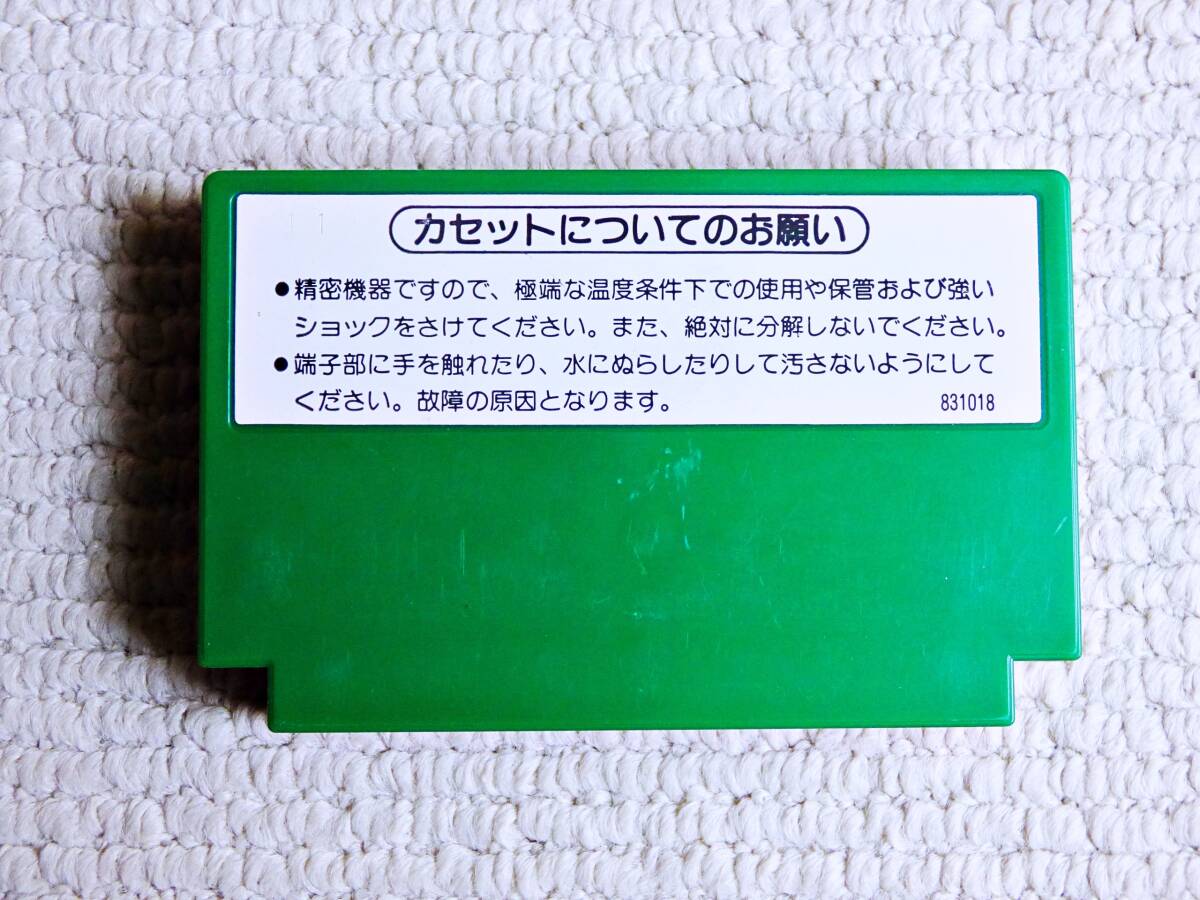 カセットについてのお願い
●精密機器ですので、極端な温度条件下での使用や保管および強い
ショックをさけてください。また、絶対に分解しないでください。
●端子部に手を触れたり、水にぬらしたりして汚さないようにして
ください。故障の原因となります。 831018